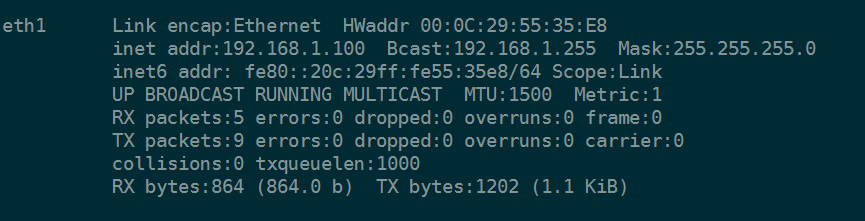 eth1      Link encap:Ethernet  HWaddr 00:0C:29:55:35:E8
          inet addr:192.168.1.100  Bcast:192.168.1.255  Mask:255.255.255.0
          inet6 addr: fe80::20c:29ff:fe55:35e8/64 Scope:Link
          UP BROADCAST RUNNING MULTICAST  MTU:1500  Metric:1
          RX packets:5 errors:0 dropped:0 overruns:0 frame:0
          TX packets:9 errors:0 dropped:0 overruns:0 carrier:0
          collisions:0 txqueuelen:1000
          RX bytes:864 (864.0 b)  TX bytes:1202 (1.1 KiB)